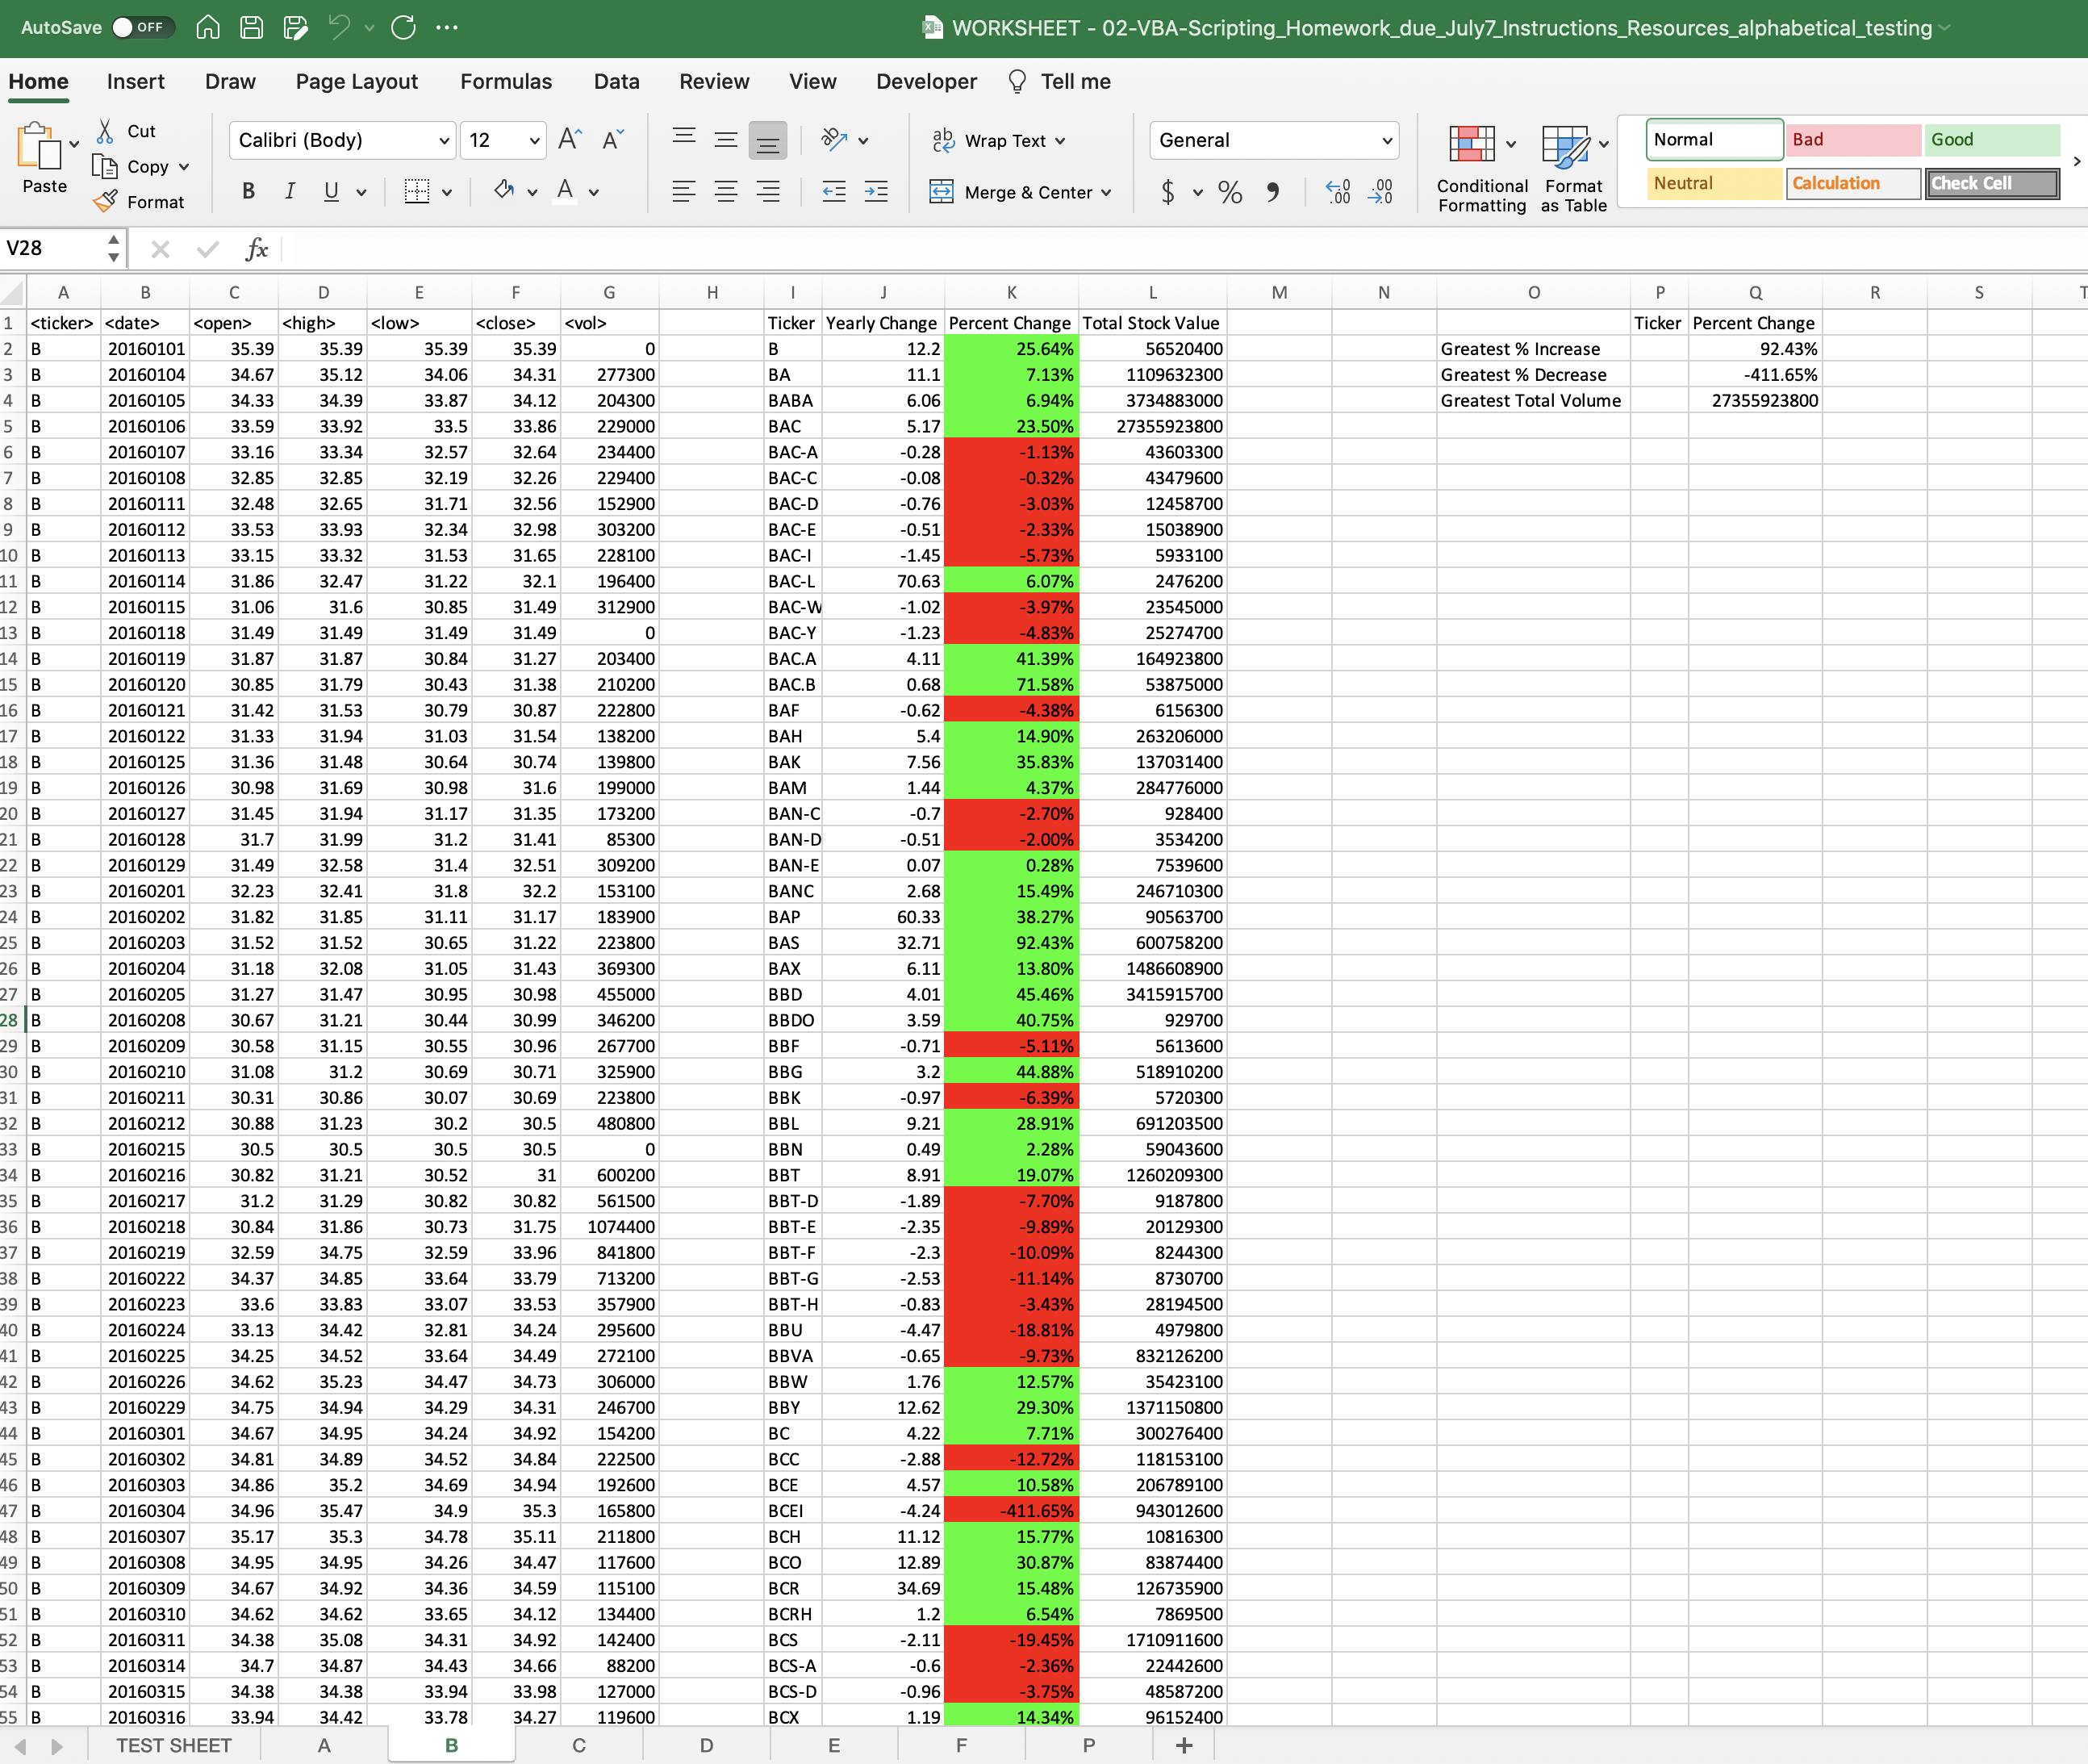 AutoSave OFF WORKSHEET - 02-VBA-Scripting_Homework_due_July7_Instructions_Resources_alphabetical_testing
Home Insert Draw Page Layout Formulas Data Review View Developer Tell me
Cut
Copy
Format
Paste
Calibri (Body) 12
B I U A
Wrap Text
Merge & Center
General
$ % 9
Conditional Formatting
Format as Table
Normal Bad Good
Neutral Calculation Check Cell
V28 fx
A B C D E F G H I J K L M N O P Q R S T
1 <ticker> <date> <open> <high> <low> <close> <vol> Ticker Yearly Change Percent Change Total Stock Value Ticker Percent Change
2 B 20160101 35.39 35.39 35.39 35.39 0 B 12.2 25.64% 56520400 Greatest % Increase 92.43%
3 B 20160104 34.67 35.12 34.06 34.31 277300 BA 11.1 7.13% 1109632300 Greatest % Decrease -411.65%
4 B 20160105 34.33 34.39 33.87 34.12 204300 BABA 6.06 6.94% 3734883000 Greatest Total Volume 27355923800
5 B 20160106 33.59 33.92 33.5 33.86 229000 BAC 5.17 23.50% 27355923800
6 B 20160107 33.16 33.34 32.57 32.64 234400 BAC-A -0.28 -1.13% 43603300
7 B 20160108 32.85 32.85 32.19 32.26 229400 BAC-C -0.08 -0.32% 43479600
8 B 20160111 32.48 32.65 31.71 32.56 152900 BAC-D -0.76 -3.03% 12458700
9 B 20160112 33.53 33.93 32.34 32.98 303200 BAC-E -0.51 -2.33% 15038900
10 B 20160113 33.15 33.32 31.53 31.65 228100 BAC-I -1.45 -5.73% 5933100
11 B 20160114 31.86 32.47 31.22 32.1 196400 BAC-L 70.63 6.07% 2476200
12 B 20160115 31.06 31.6 30.85 31.49 312900 BAC-W -1.02 -3.97% 23545000
13 B 20160118 31.49 31.49 31.49 31.49 0 BAC-Y -1.23 -4.83% 25274700
14 B 20160119 31.87 31.87 30.84 31.27 203400 BAC.A 4.11 41.39% 164923800
15 B 20160120 30.85 31.79 30.43 31.38 210200 BAC.B 0.68 71.58% 53875000
16 B 20160121 31.42 31.53 30.79 30.87 222800 BAF -0.62 -4.38% 6156300
17 B 20160122 31.33 31.94 31.03 31.54 138200 BAH 5.4 14.90% 263206000
18 B 20160125 31.36 31.48 30.64 30.74 139800 BAK 7.56 35.83% 137031400
19 B 20160126 30.98 31.69 30.98 31.6 199000 BAM 1.44 4.37% 284776000
20 B 20160127 31.45 31.94 31.17 31.35 173200 BAN-C -0.7 -2.70% 928400
21 B 20160128 31.7 31.99 31.2 31.41 85300 BAN-D -0.51 -2.00% 3534200
22 B 20160129 31.49 32.58 31.4 32.51 309200 BAN-E 0.07 0.28% 7539600
23 B 20160201 32.23 32.41 31.8 32.2 153100 BANC 2.68 15.49% 246710300
24 B 20160202 31.82 31.85 31.11 31.17 183900 BAP 60.33 38.27% 90563700
25 B 20160203 31.52 31.52 30.65 31.22 223800 BAS 32.71 92.43% 600758200
26 B 20160204 31.18 32.08 31.05 31.43 369300 BAX 6.11 13.80% 1486608900
27 B 20160205 31.27 31.47 30.95 30.98 455000 BBD 4.01 45.46% 3415915700
28 B 20160208 30.67 31.21 30.44 30.99 346200 BBDO 3.59 40.75% 929700
29 B 20160209 30.58 31.15 30.55 30.96 267700 BBF -0.71 -5.11% 5613600
30 B 20160210 31.08 31.2 30.69 30.71 325900 BBG 3.2 44.88% 518910200
31 B 20160211 30.31 30.86 30.07 30.69 223800 BBK -0.97 -6.39% 5720300
32 B 20160212 30.88 31.23 30.2 30.5 480800 BBL 9.21 28.91% 691203500
33 B 20160215 30.5 30.5 30.5 30.5 0 BBN 0.49 2.28% 59043600
34 B 20160216 30.82 31.21 30.52 31 600200 BBT 8.91 19.07% 1260209300
35 B 20160217 31.2 31.29 30.82 30.82 561500 BBT-D -1.89 -7.70% 9187800
36 B 20160218 30.84 31.86 30.73 31.75 1074400 BBT-E -2.35 -9.89% 20129300
37 B 20160219 32.59 34.75 32.59 33.96 841800 BBT-F -2.3 -10.09% 8244300
38 B 20160222 34.37 34.85 33.64 33.79 713200 BBT-G -2.53 -11.14% 8730700
39 B 20160223 33.6 33.83 33.07 33.53 357900 BBT-H -0.83 -3.43% 28194500
40 B 20160224 33.13 34.42 32.81 34.24 295600 BBU -4.47 -18.81% 4979800
41 B 20160225 34.25 34.52 33.64 34.49 272100 BBVA -0.65 -9.73% 832126200
42 B 20160226 34.62 35.23 34.47 34.73 306000 BBW 1.76 12.57% 35423100
43 B 20160229 34.75 34.94 34.29 34.31 246700 BBY 12.62 29.30% 1371150800
44 B 20160301 34.67 34.95 34.24 34.92 154200 BC 4.22 7.71% 300276400
45 B 20160302 34.81 34.89 34.52 34.84 222500 BCC -2.88 -12.72% 118153100
46 B 20160303 34.86 35.2 34.69 34.94 192600 BCE 4.57 10.58% 206789100
47 B 20160304 34.96 35.47 34.9 35.3 165800 BCEI -4.24 -411.65% 943012600
48 B 20160307 35.17 35.3 34.78 35.11 211800 BCH 11.12 15.77% 10816300
49 B 20160308 34.95 34.95 34.26 34.47 117600 BCO 12.89 30.87% 83874400
50 B 20160309 34.67 34.92 34.36 34.59 115100 BCR 34.69 15.48% 126735900
51 B 20160310 34.62 34.62 33.65 34.12 134400 BCRH 1.2 6.54% 7869500
52 B 20160311 34.38 35.08 34.31 34.92 142400 BCS -2.11 -19.45% 1710911600
53 B 20160314 34.7 34.87 34.43 34.66 88200 BCS-A -0.6 -2.36% 22442600
54 B 20160315 34.38 34.38 33.94 33.98 127000 BCS-D -0.96 -3.75% 48587200
55 B 20160316 33.94 34.42 33.78 34.27 119600 BCX 1.19 14.34% 96152400
TEST SHEET A B C D E F P +